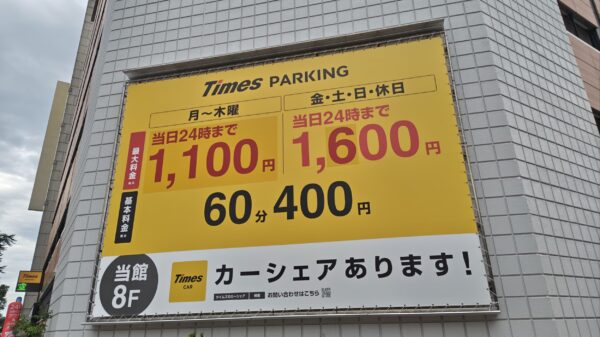 Times PARKING
月～木曜
金・土・日・休日
最大料金
当日24時まで
1,100円
当日24時まで
1,600円
基本料金
60分400円
当館
8F
Times
CAR
カーシェアあります!
お問い合わせはこちら